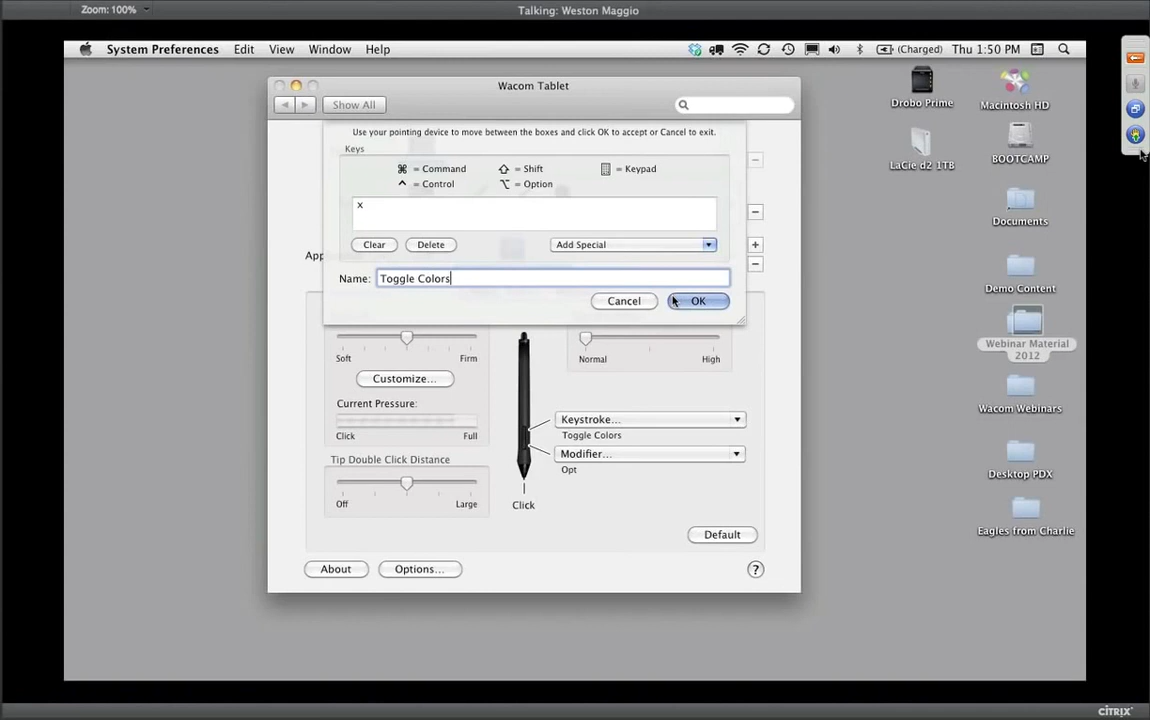 Zoom: 100%
Talking: Weston Maggio
System Preferences Edit View Window Help
(Charged) Thu 1:50 PM
Wacom Tablet
Show All
Use your pointing device to move between the boxes and click OK to accept or Cancel to exit.
Keys
⌘ = Command ⇧ = Shift = Keypad
^ = Control ⌥ = Option
x
Clear Delete Add Special
App
Name: Toggle Colors
Cancel OK
Soft Firm
Normal High
Customize...
Current Pressure:
Click Full
Keystroke...
Toggle Colors
Modifier...
Opt
Tip Double Click Distance
Off Large
Click
Default
About Options... ?
Drobo Prime
Macintosh HD
LaCie d2 1TB
BOOTCAMP
Documents
Demo Content
Webinar Material
2012
Wacom Webinars
Desktop PDX
Eagles from Charlie
CITRIX